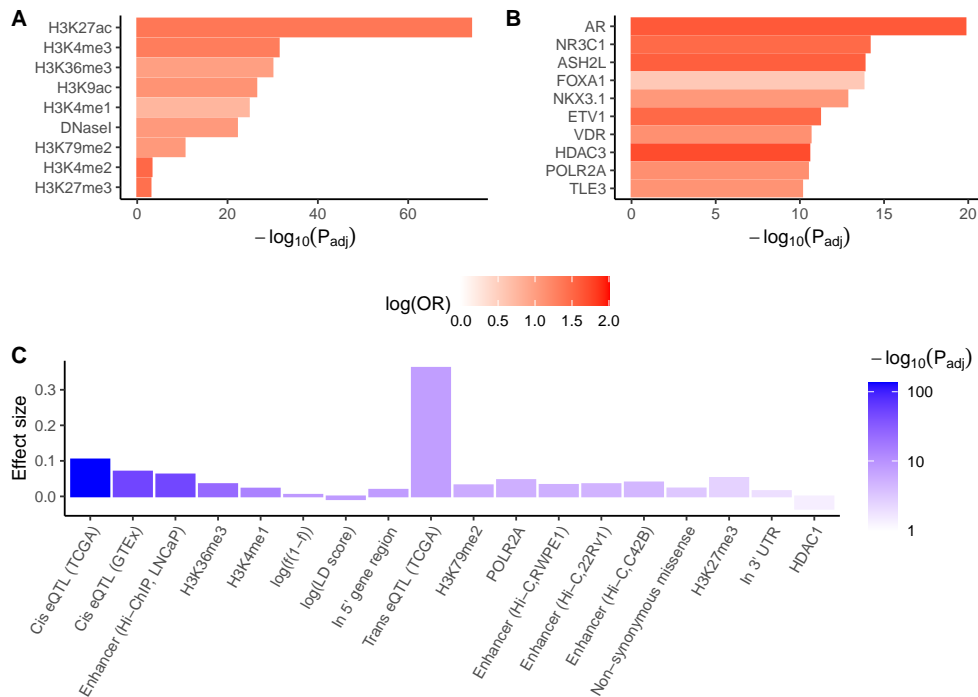 A
H3K27ac
H3K4me3
H3K36me3
H3K9ac
H3K4me1
DNaseI
H3K79me2
H3K4me2
H3K27me3
0 20 40 60
−log10(Padj)
B
AR
NR3C1
ASH2L
FOXA1
NKX3.1
ETV1
VDR
HDAC3
POLR2A
TLE3
0 5 10 15 20
−log10(Padj)
log(OR)
0.0 0.5 1.0 1.5 2.0
C
Effect size
0.3
0.2
0.1
0.0
Cis eQTL (TCGA)
Cis eQTL (GTEx)
Enhancer (Hi−ChIP, LNCaP)
H3K36me3
H3K4me1
log(f(1−f))
log(LD score)
In 5' gene region
Trans eQTL (TCGA)
H3K79me2
POLR2A
Enhancer (Hi−C,RWPE1)
Enhancer (Hi−C,22Rv1)
Enhancer (Hi−C,C42B)
Non−synonymous missense
H3K27me3
In 3' UTR
HDAC1
−log10(Padj)
100
10
1